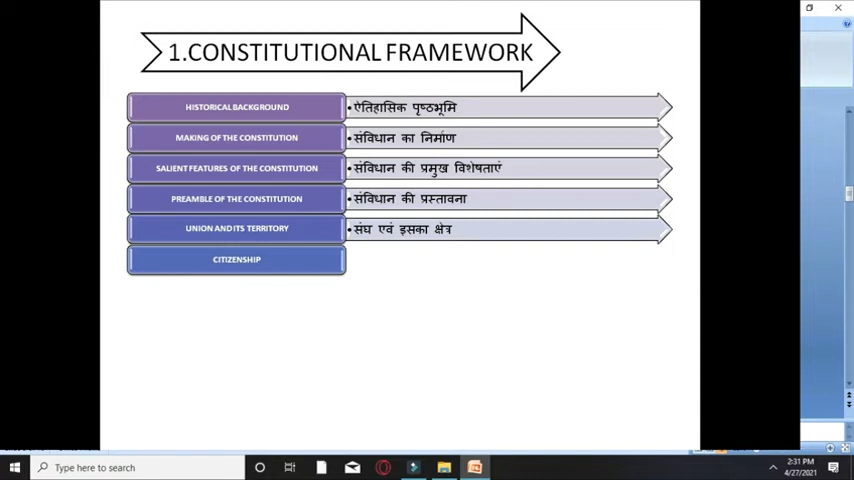 1.CONSTITUTIONAL FRAMEWORK
HISTORICAL BACKGROUND
•ऐतिहासिक पृष्ठभूमि
MAKING OF THE CONSTITUTION
•संविधान का निर्माण
SALIENT FEATURES OF THE CONSTITUTION
•संविधान की प्रमुख विशेषताएं
PREAMBLE OF THE CONSTITUTION
•संविधान की प्रस्तावना
UNION AND ITS TERRITORY
•संघ एवं इसका क्षेत्र
CITIZENSHIP
Type here to search
2:31 PM
4/27/2021